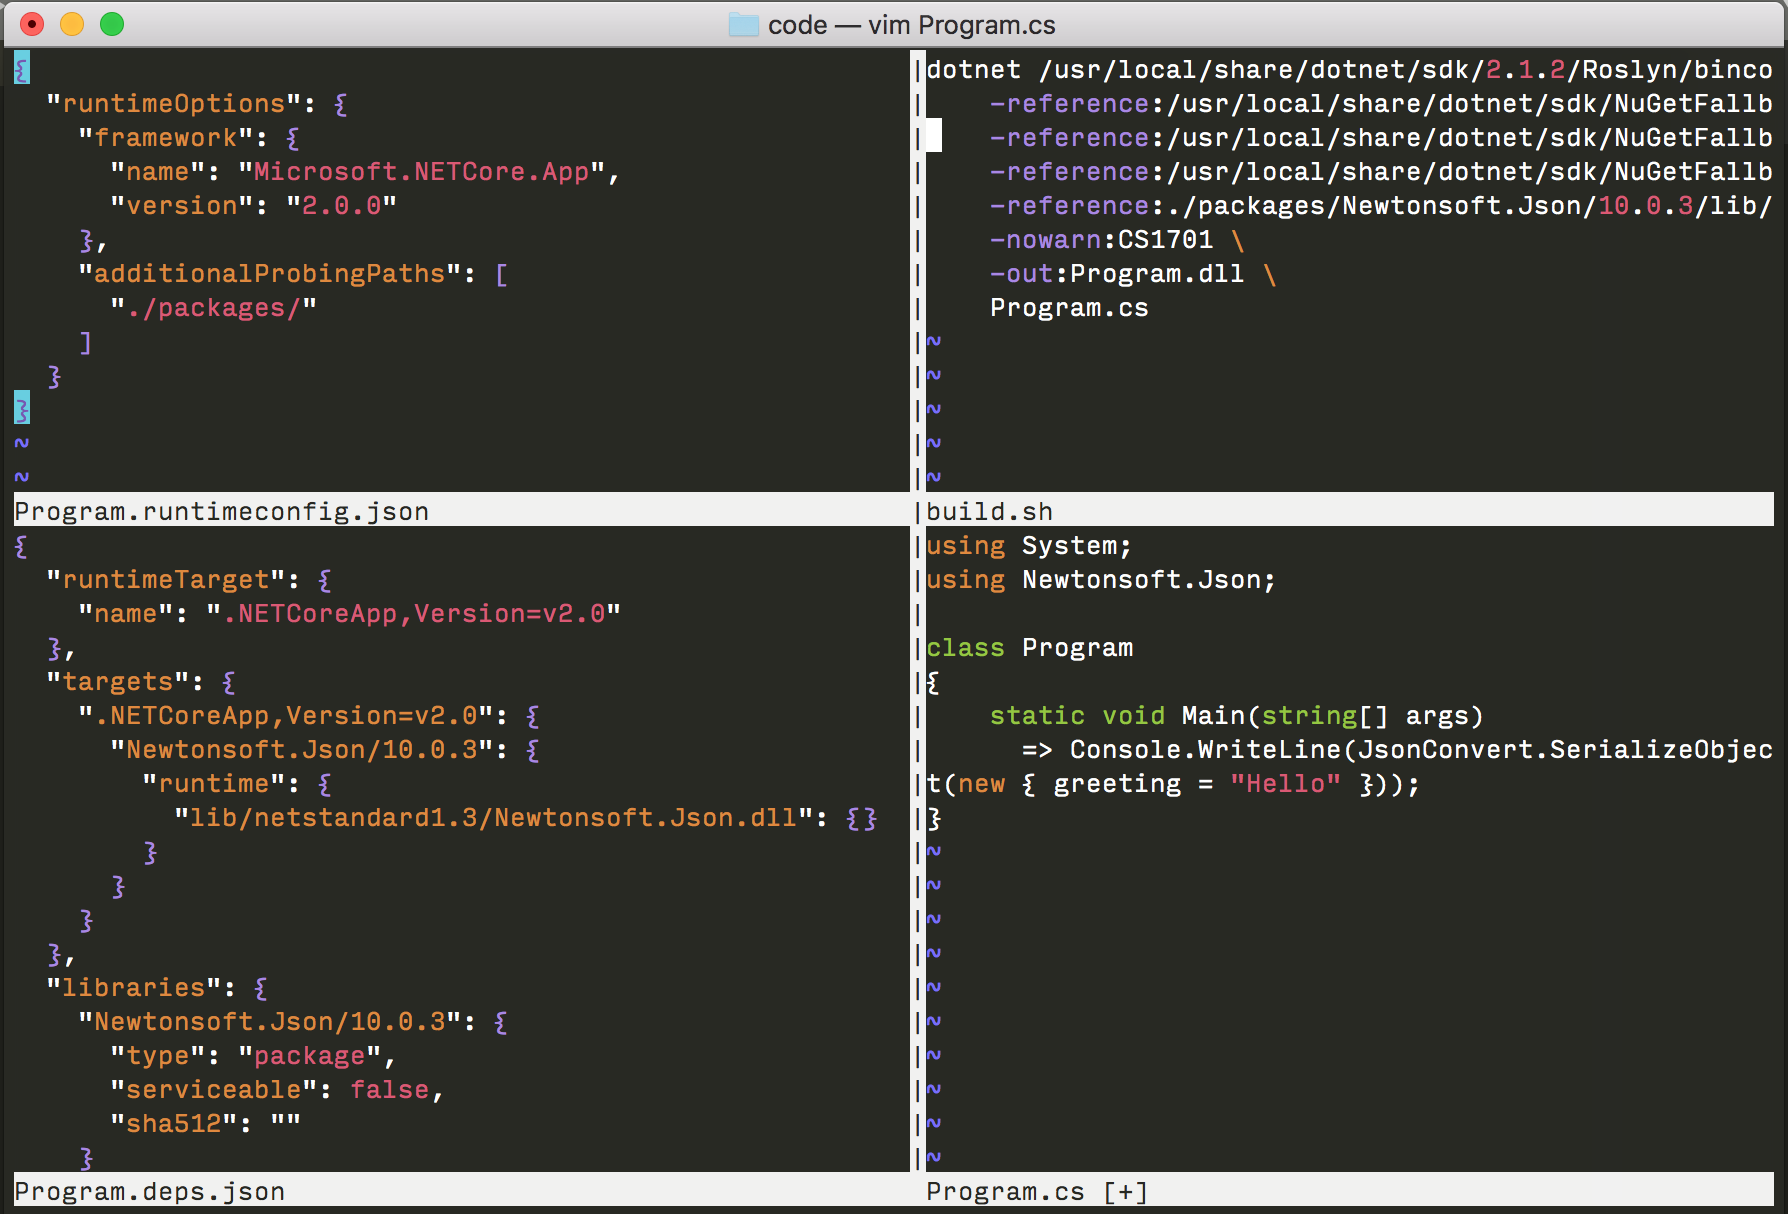 code — vim Program.cs
{
  "runtimeOptions": {
    "framework": {
      "name": "Microsoft.NETCore.App",
      "version": "2.0.0"
    },
    "additionalProbingPaths": [
      "./packages/"
    ]
  }
}
~
~
Program.runtimeconfig.json
dotnet /usr/local/share/dotnet/sdk/2.1.2/Roslyn/binco
    -reference:/usr/local/share/dotnet/sdk/NuGetFallb
    -reference:/usr/local/share/dotnet/sdk/NuGetFallb
    -reference:/usr/local/share/dotnet/sdk/NuGetFallb
    -reference:./packages/Newtonsoft.Json/10.0.3/lib/
    -nowarn:CS1701 \
    -out:Program.dll \
    Program.cs
~
~
~
~
~
build.sh
{
  "runtimeTarget": {
    "name": ".NETCoreApp,Version=v2.0"
  },
  "targets": {
    ".NETCoreApp,Version=v2.0": {
      "Newtonsoft.Json/10.0.3": {
        "runtime": {
          "lib/netstandard1.3/Newtonsoft.Json.dll": {}
        }
      }
    }
  },
  "libraries": {
    "Newtonsoft.Json/10.0.3": {
      "type": "package",
      "serviceable": false,
      "sha512": ""
    }
Program.deps.json
using System;
using Newtonsoft.Json;

class Program
{
    static void Main(string[] args)
      => Console.WriteLine(JsonConvert.SerializeObjec
t(new { greeting = "Hello" }));
}
~
~
~
~
~
~
~
~
~
~
Program.cs [+]